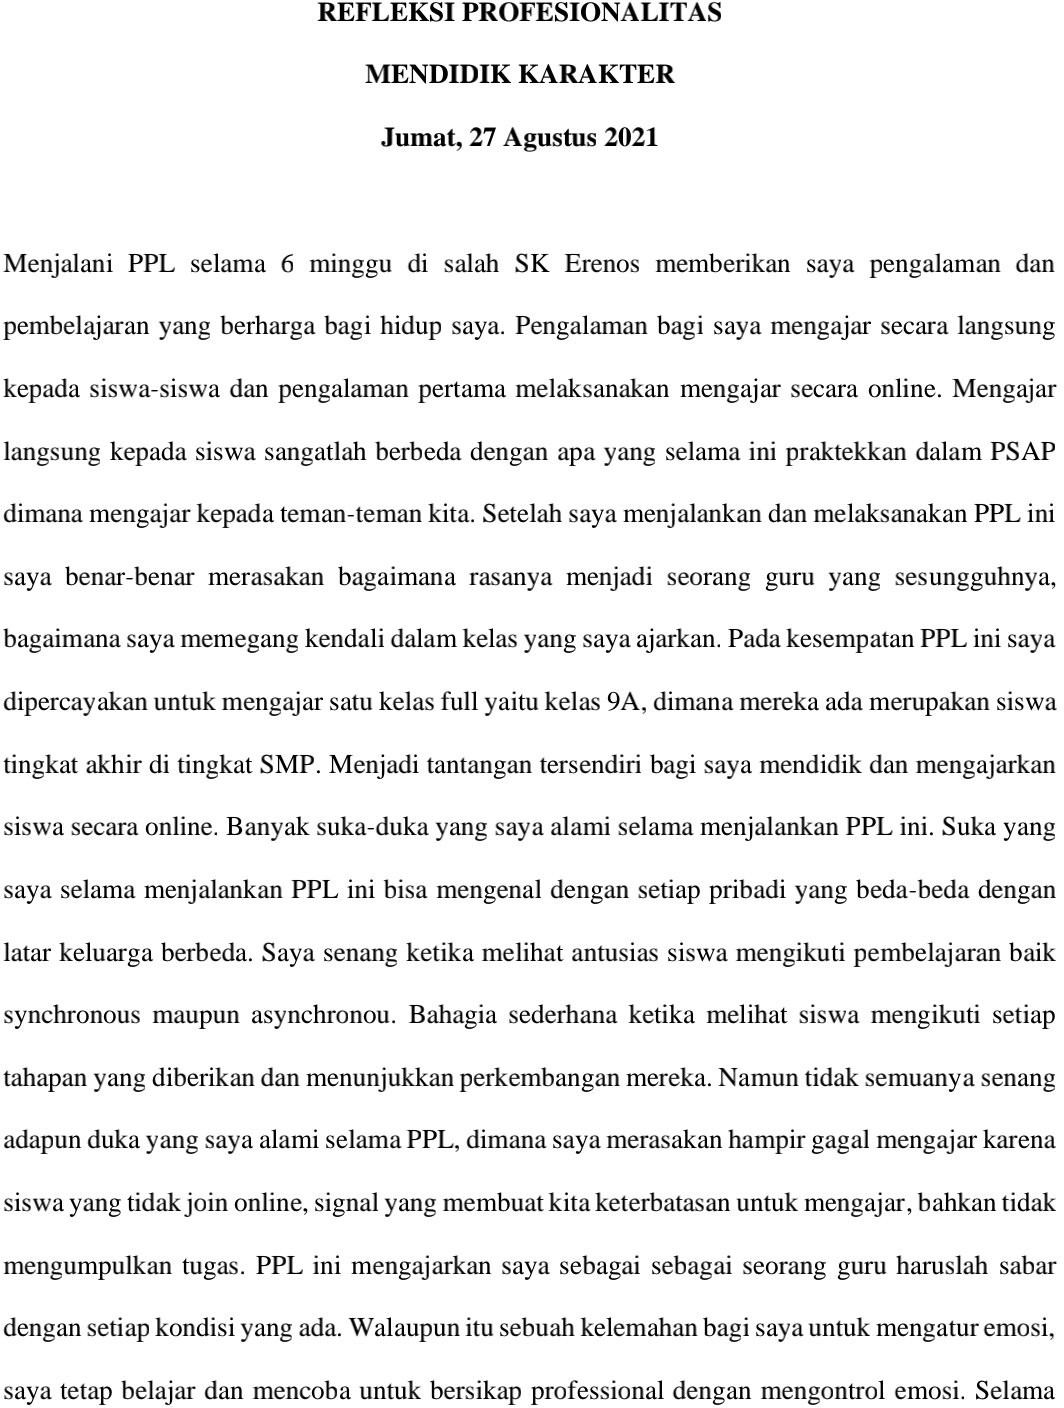 REFLEKSI PROFESIONALITAS
MENDIDIK KARAKTER
Jumat, 27 Agustus 2021
Menjalani PPL selama 6 minggu di salah SK Erenos memberikan saya pengalaman dan
pembelajaran yang berharga bagi hidup saya. Pengalaman bagi saya mengajar secara langsung
kepada siswa-siswa dan pengalaman pertama melaksanakan mengajar secara online. Mengajar
langsung kepada siswa sangatlah berbeda dengan apa yang selama ini praktekkan dalam PSAP
dimana mengajar kepada teman-teman kita. Setelah saya menjalankan dan melaksanakan PPL ini
saya benar-benar merasakan bagaimana rasanya menjadi seorang guru yang sesungguhnya,
bagaimana saya memegang kendali dalam kelas yang saya ajarkan. Pada kesempatan PPL ini saya
dipercayakan untuk mengajar satu kelas full yaitu kelas 9A, dimana mereka ada merupakan siswa
tingkat akhir di tingkat SMP. Menjadi tantangan tersendiri bagi saya mendidik dan mengajarkan
siswa secara online. Banyak suka-duka yang saya alami selama menjalankan PPL ini. Suka yang
saya selama menjalankan PPL ini bisa mengenal dengan setiap pribadi yang beda-beda dengan
latar keluarga berbeda. Saya senang ketika melihat antusias siswa mengikuti pembelajaran baik
synchronous maupun asynchronou. Bahagia sederhana ketika melihat siswa mengikuti setiap
tahapan yang diberikan dan menunjukkan perkembangan mereka. Namun tidak semuanya senang
adapun duka yang saya alami selama PPL, dimana saya merasakan hampir gagal mengajar karena
siswa yang tidak join online, signal yang membuat kita keterbatasan untuk mengajar, bahkan tidak
mengumpulkan tugas. PPL ini mengajarkan saya sebagai sebagai seorang guru haruslah sabar
dengan setiap kondisi yang ada. Walaupun itu sebuah kelemahan bagi saya untuk mengatur emosi,
saya tetap belajar dan mencoba untuk bersikap professional dengan mengontrol emosi. Selama